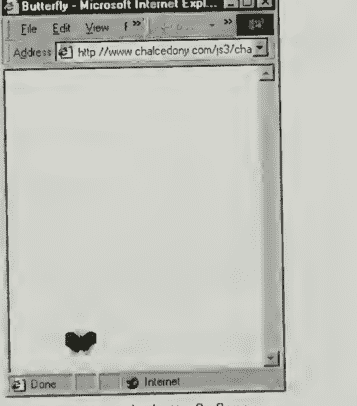 Butterfly - Microsoft Internet Expl...
File Edit View F »
Address http://www.chalcedony.com/js3/cha
Done Internet